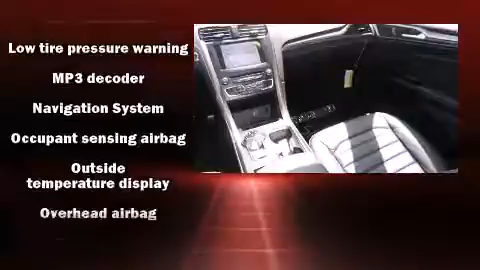 Low tire pressure warning
MP3 decoder
Navigation System
Occupant sensing airbag
Outside
temperature display
Overhead airbag